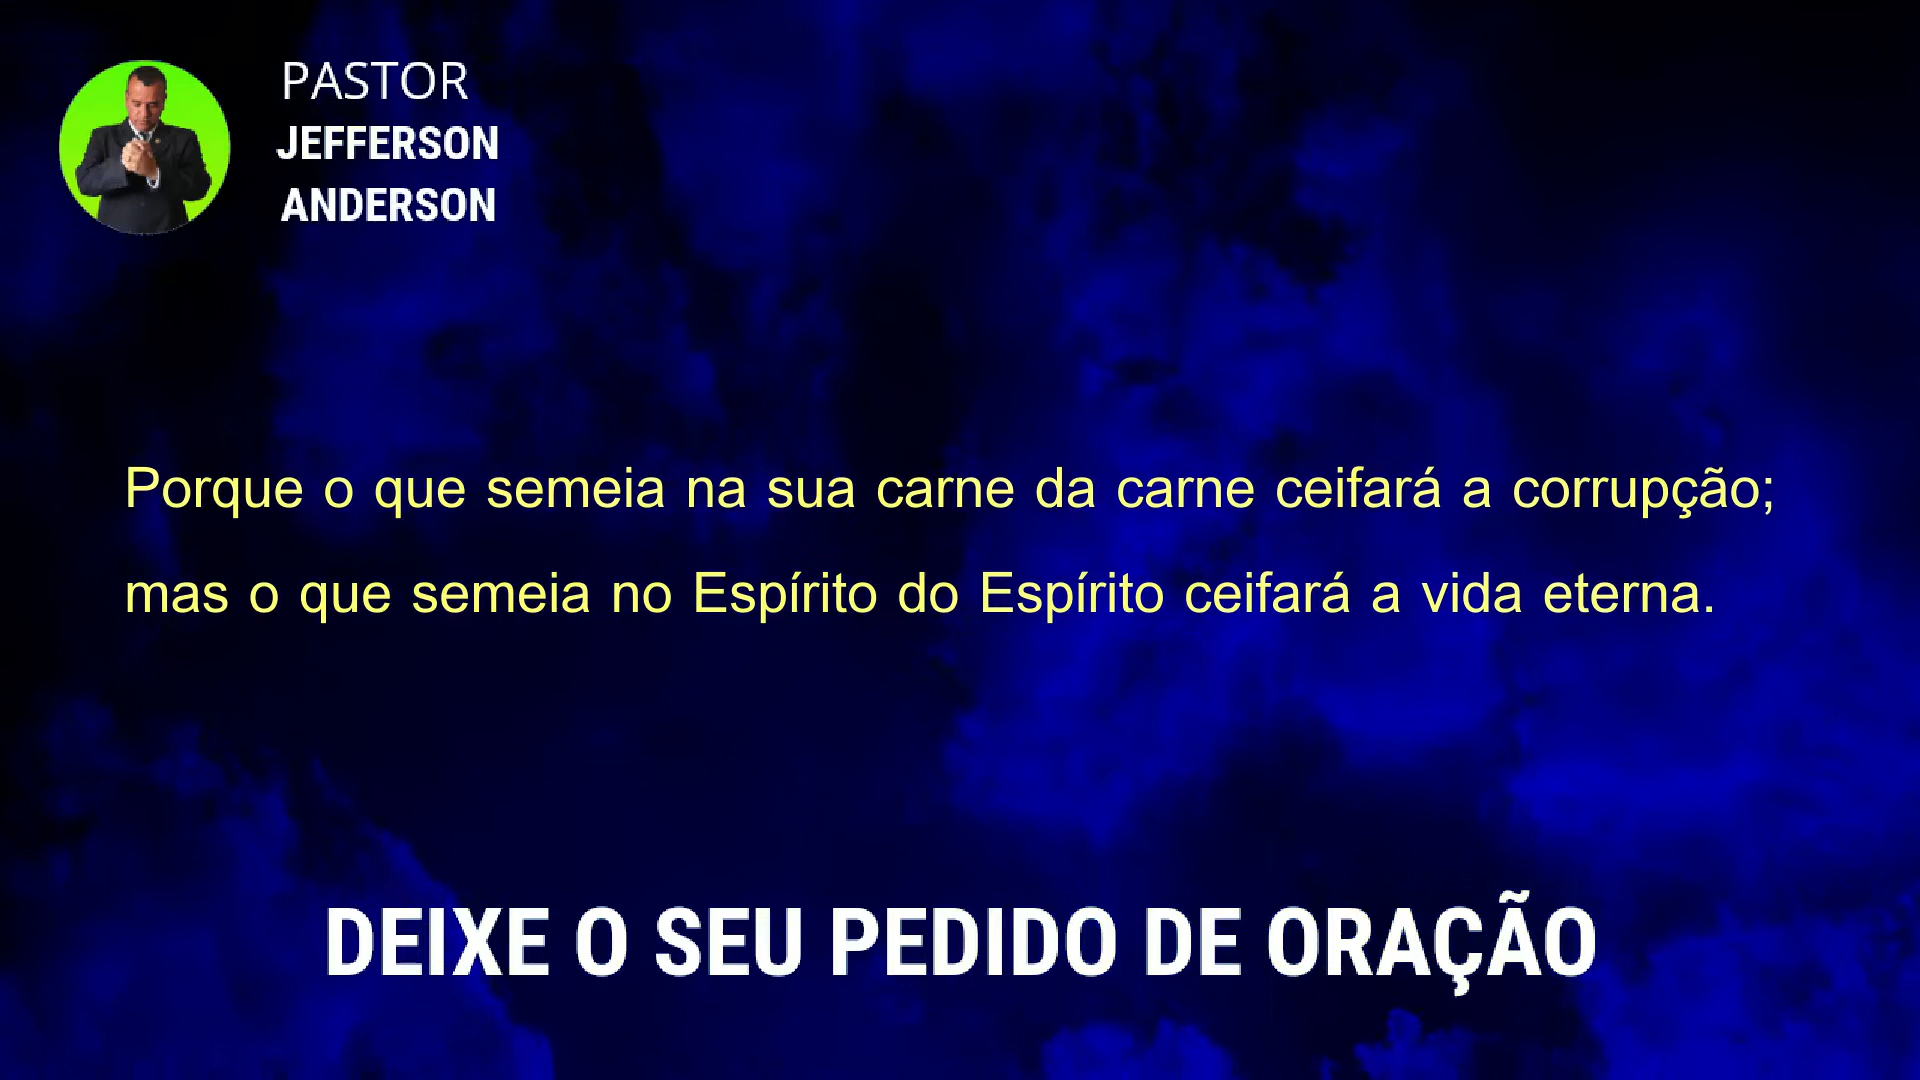 PASTOR
JEFFERSON
ANDERSON
Porque o que semeia na sua carne da carne ceifará a corrupção;
mas o que semeia no Espírito do Espírito ceifará a vida eterna.
DEIXE O SEU PEDIDO DE ORAÇÃO